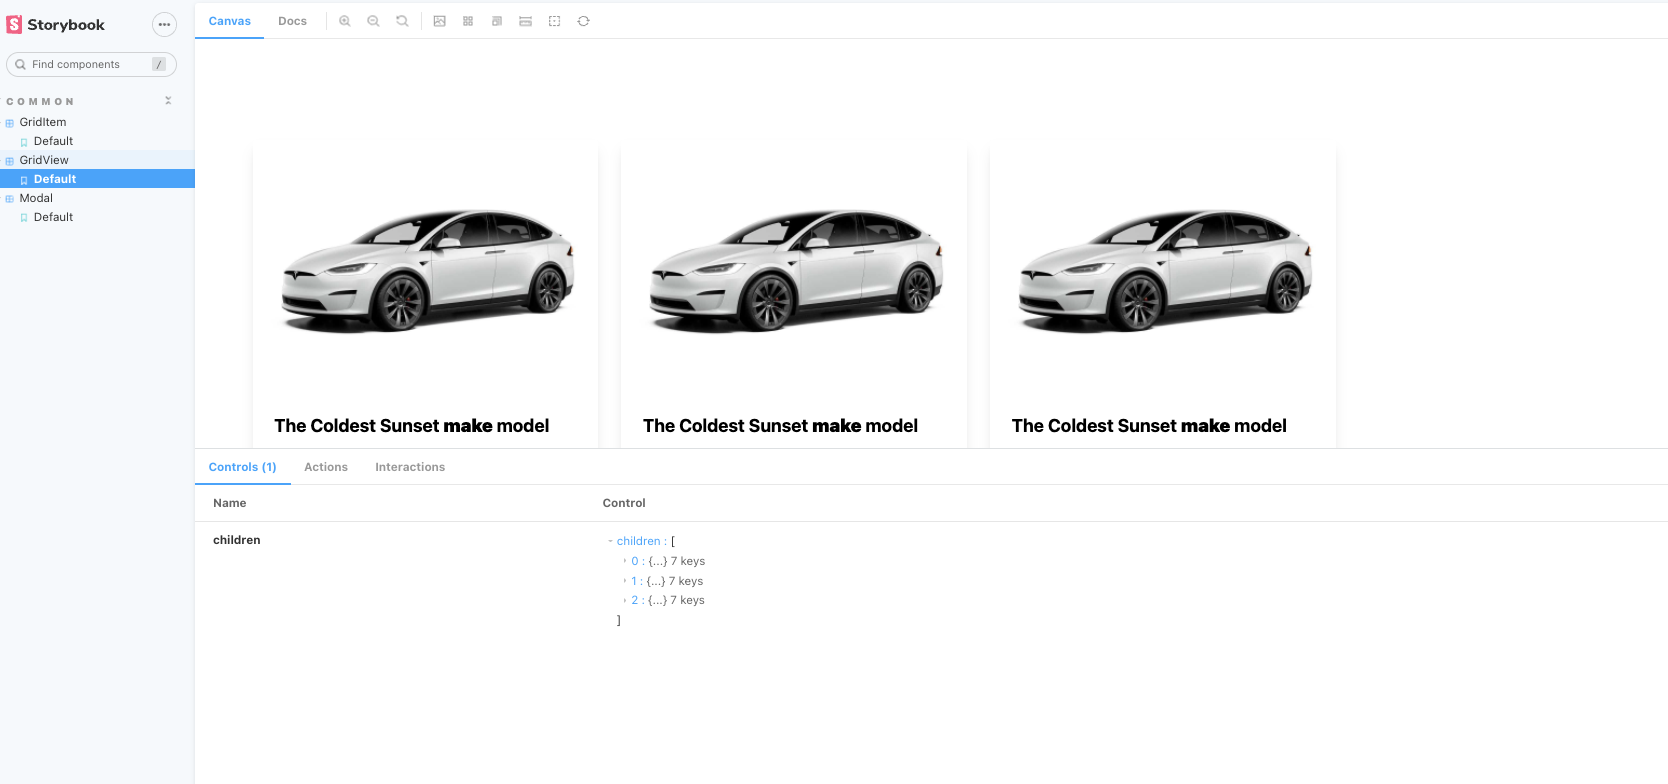 Storybook
Find components /
COMMON
GridItem
Default
GridView
Default
Modal
Default
Canvas Docs
The Coldest Sunset make model
The Coldest Sunset make model
The Coldest Sunset make model
Controls (1) Actions Interactions
Name Control
children
- children : [
0 : {...} 7 keys
1 : {...} 7 keys
2 : {...} 7 keys
]